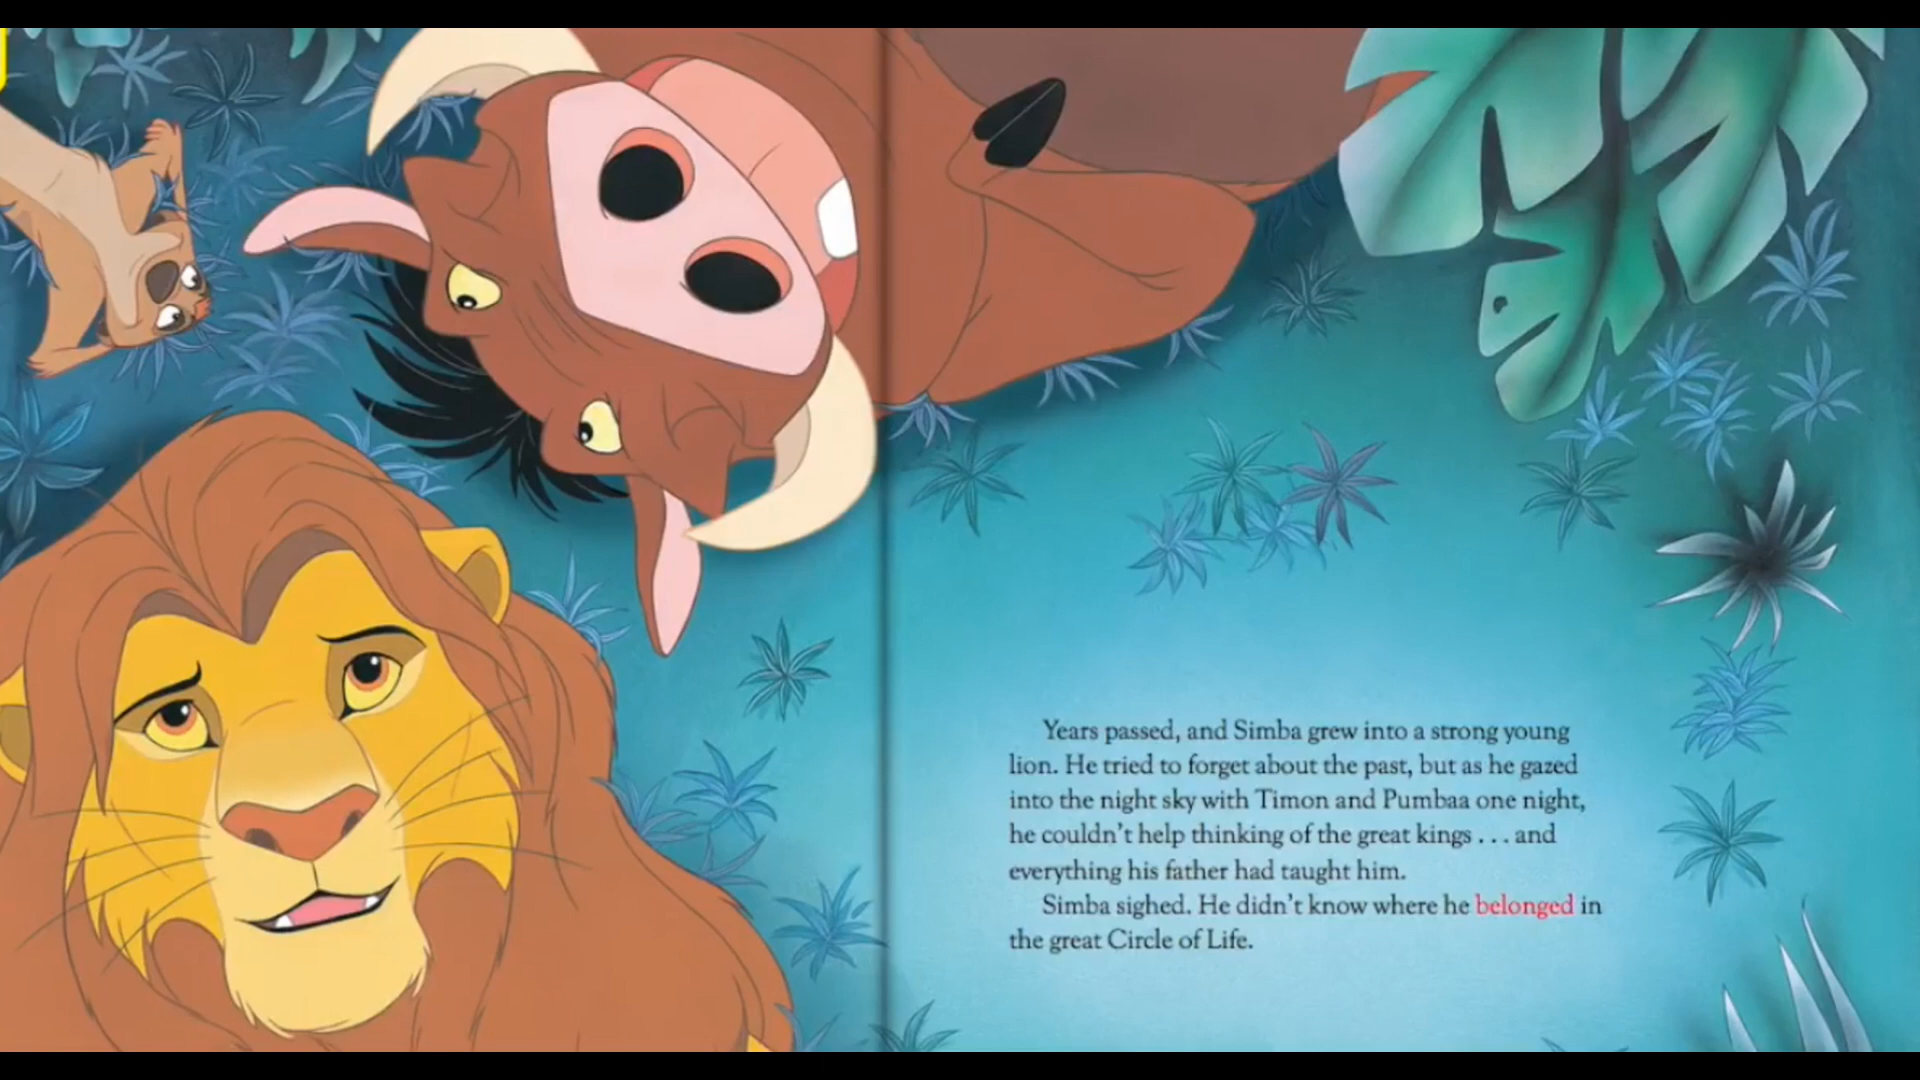 Years passed, and Simba grew into a strong young
lion. He tried to forget about the past, but as he gazed
into the night sky with Timon and Pumbaa one night,
he couldn't help thinking of the great kings . . . and
everything his father had taught him.
Simba sighed. He didn't know where he belonged in
the great Circle of Life.